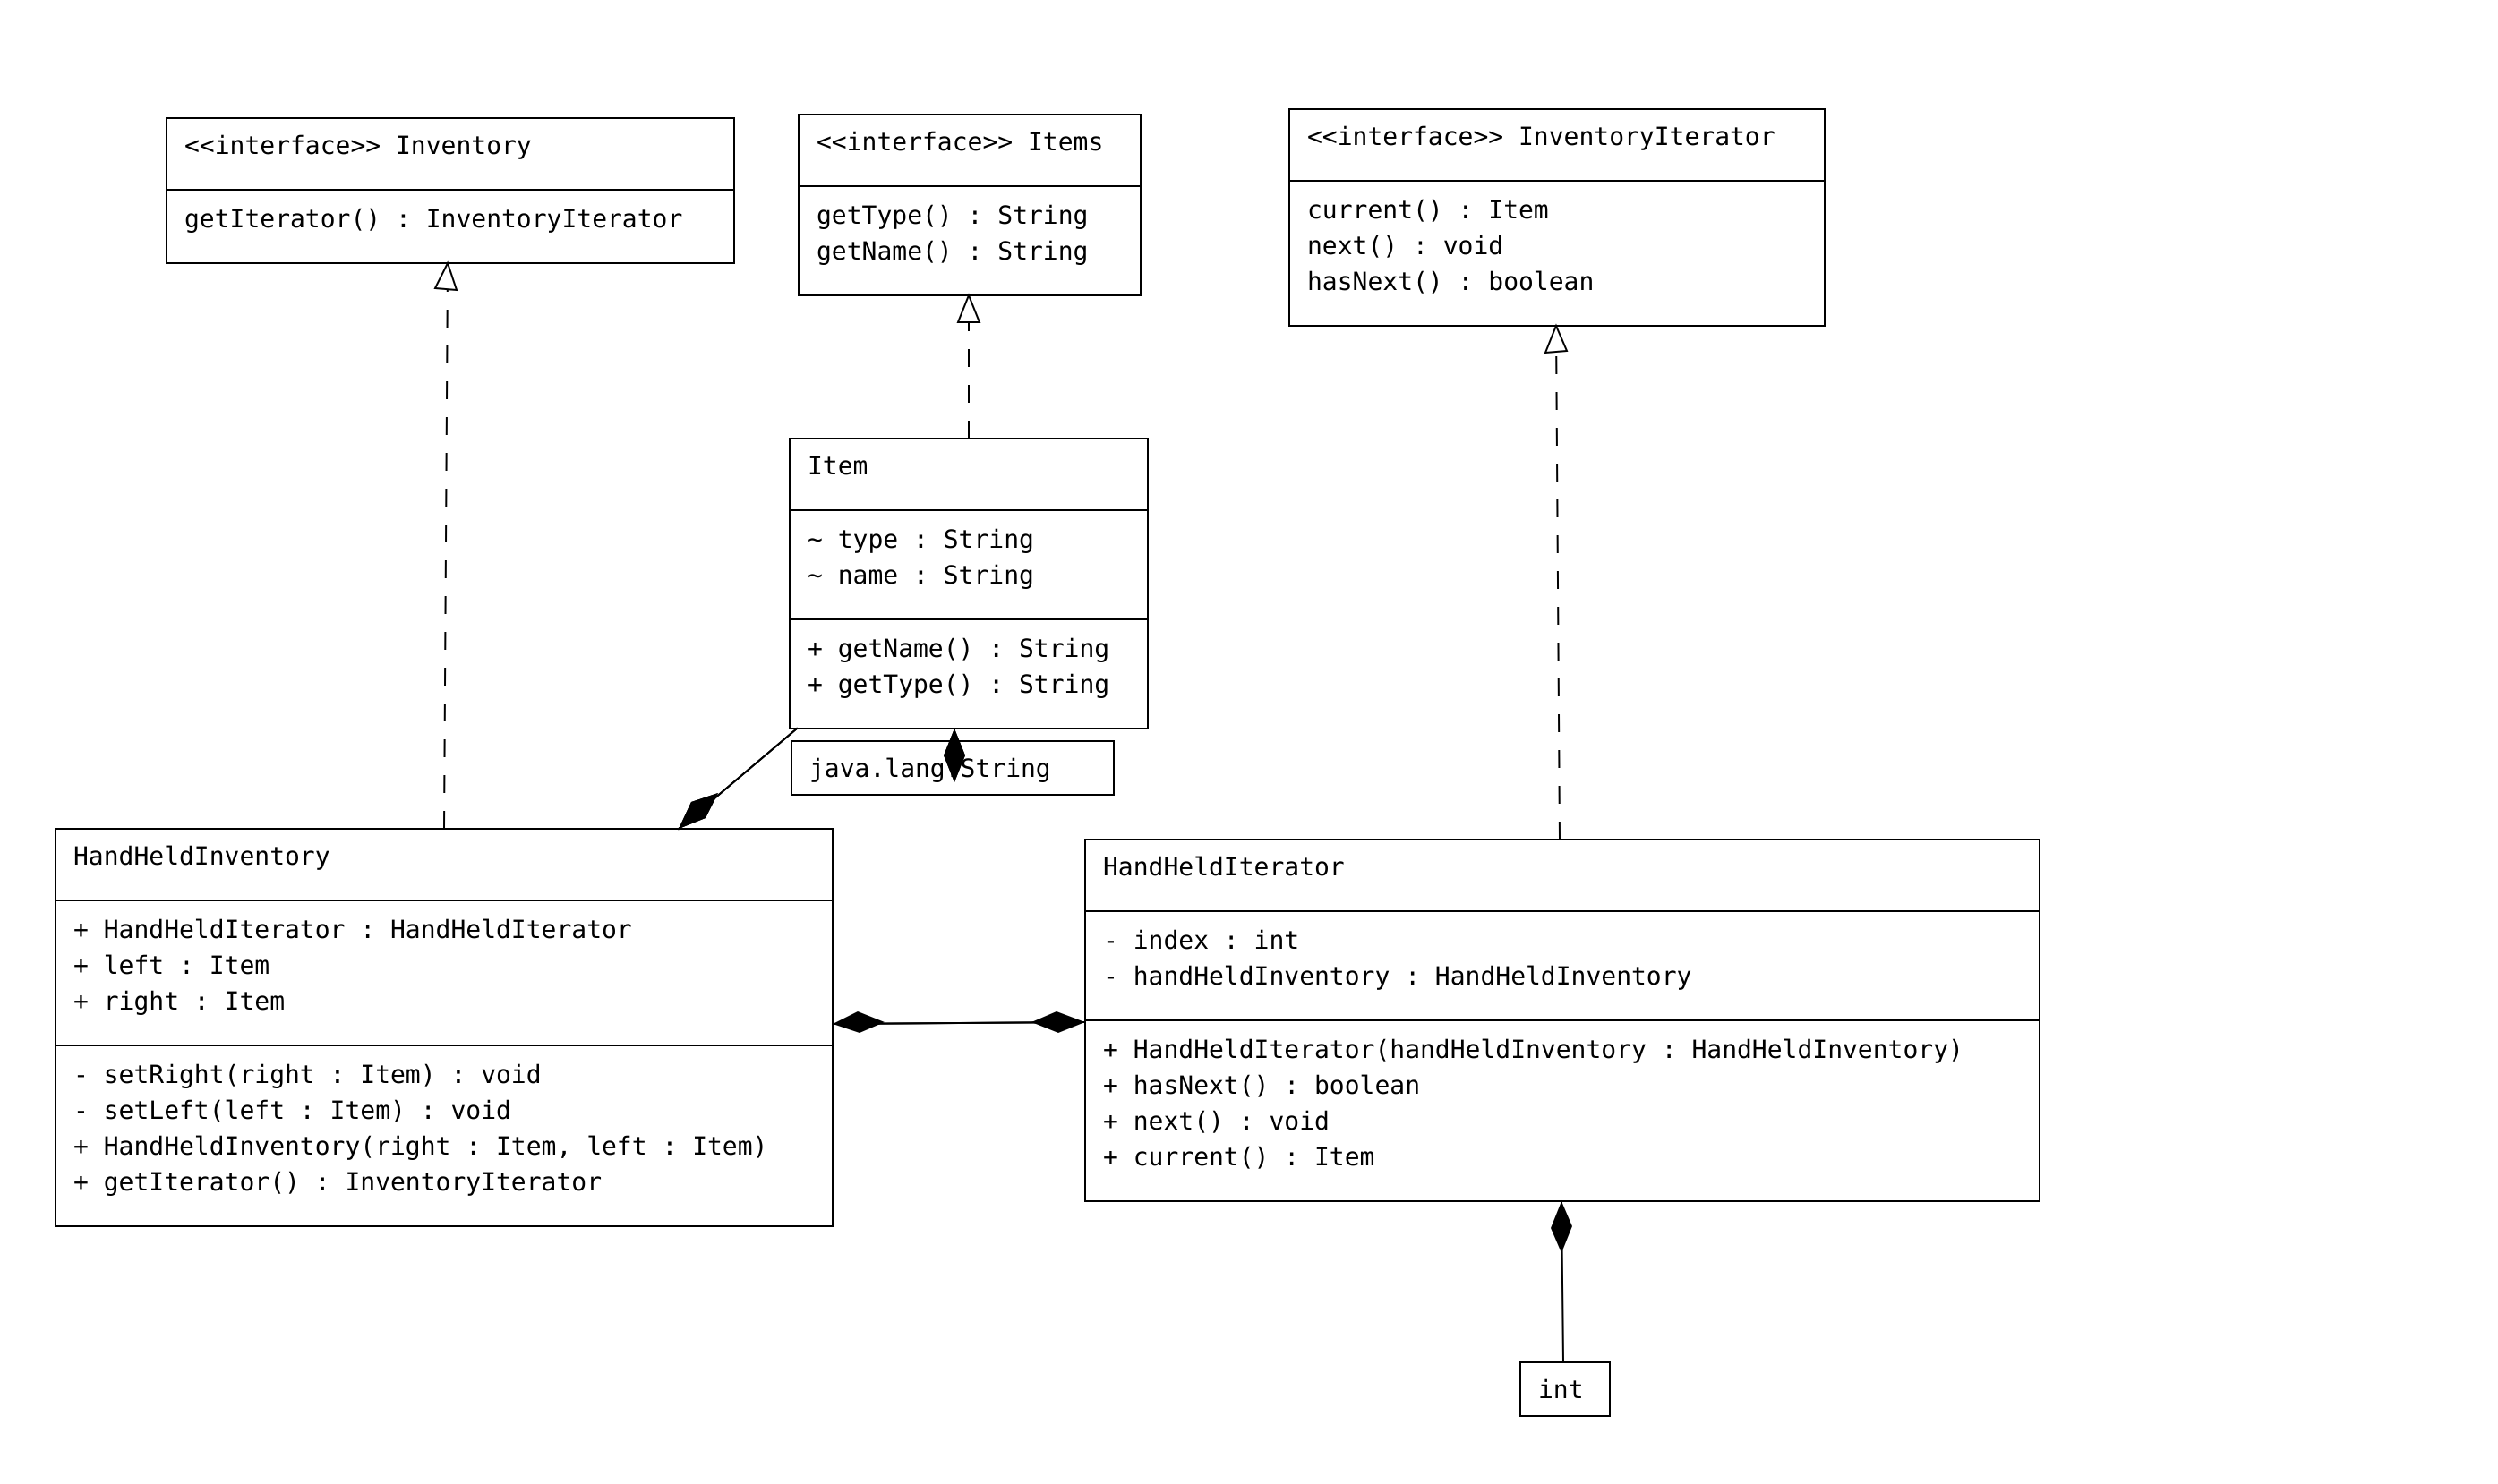 <<interface>> Inventory
getIterator() : InventoryIterator
<<interface>> Items
getType() : String
getName() : String
<<interface>> InventoryIterator
current() : Item
next() : void
hasNext() : boolean
Item
~ type : String
~ name : String
+ getName() : String
+ getType() : String
java.lang.String
HandHeldInventory
+ HandHeldIterator : HandHeldIterator
+ left : Item
+ right : Item
- setRight(right : Item) : void
- setLeft(left : Item) : void
+ HandHeldInventory(right : Item, left : Item)
+ getIterator() : InventoryIterator
HandHeldIterator
- index : int
- handHeldInventory : HandHeldInventory
+ HandHeldIterator(handHeldInventory : HandHeldInventory)
+ hasNext() : boolean
+ next() : void
+ current() : Item
int